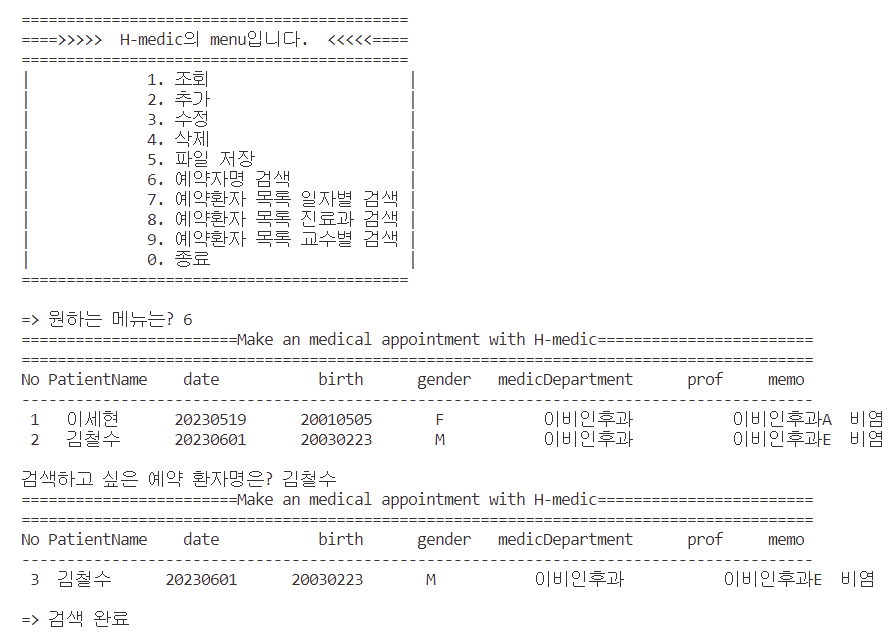 ===========================================
====>>>>>  H-medic의 menu입니다.  <<<<<====
===========================================
|             1. 조회                      |
|             2. 추가                      |
|             3. 수정                      |
|             4. 삭제                      |
|             5. 파일 저장                 |
|             6. 예약자명 검색             |
|             7. 예약환자 목록 일자별 검색 |
|             8. 예약환자 목록 진료과 검색 |
|             9. 예약환자 목록 교수별 검색 |
|             0. 종료                      |
===========================================
=> 원하는 메뉴는? 6
========================Make an medical appointment with H-medic========================
========================================================================================
No PatientName    date           birth      gender   medicDepartment      prof     memo
----------------------------------------------------------------------------------------
1   이세현      20230519      20010505       F           이비인후과           이비인후과A  비염
2   김철수      20230601      20030223       M           이비인후과           이비인후과E  비염
검색하고 싶은 예약 환자명은? 김철수
========================Make an medical appointment with H-medic========================
========================================================================================
No PatientName    date           birth      gender   medicDepartment      prof     memo
----------------------------------------------------------------------------------------
3  김철수      20230601      20030223       M           이비인후과           이비인후과E  비염
=> 검색 완료